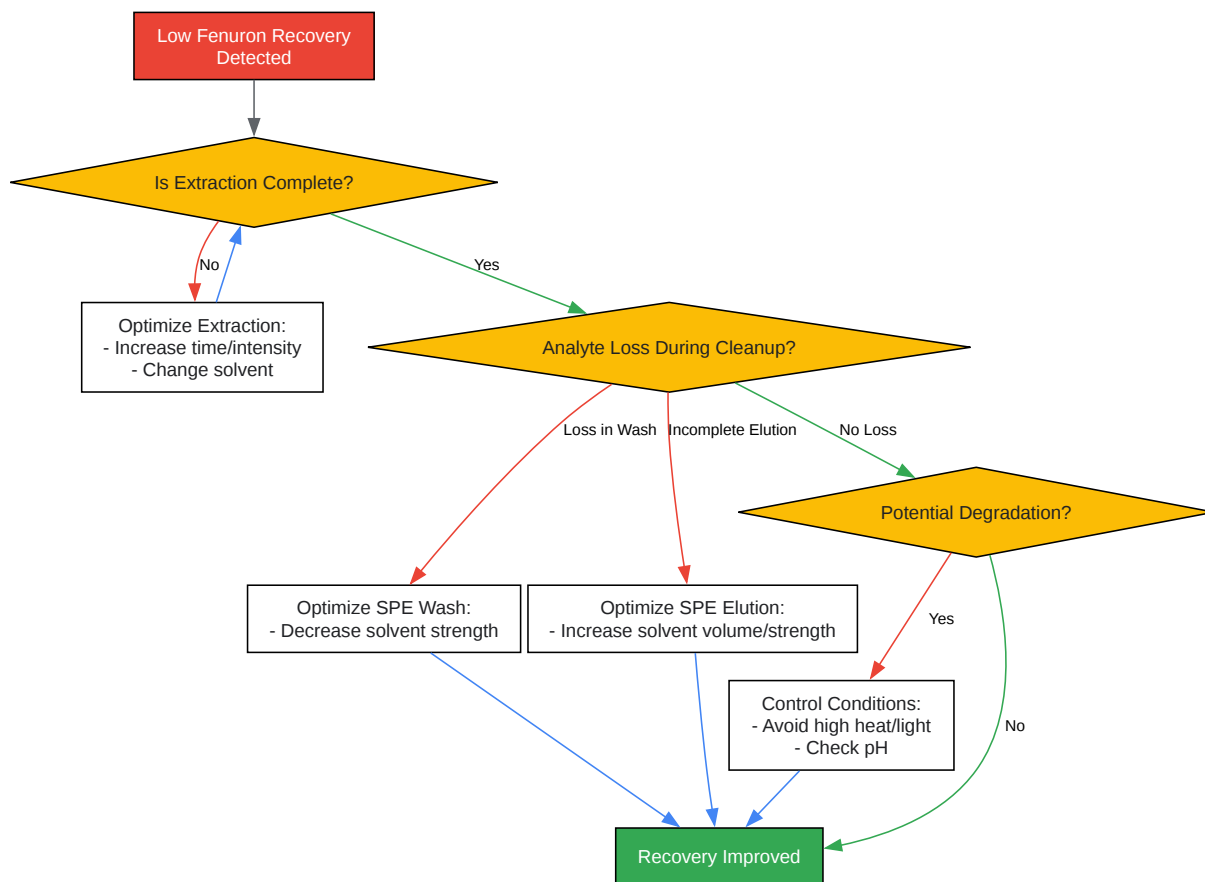 Low Fenuron Recovery
Detected
Is Extraction Complete?
No
Yes
Optimize Extraction:
- Increase time/intensity
- Change solvent
Analyte Loss During Cleanup?
Loss in Wash
Incomplete Elution
No Loss
Potential Degradation?
Optimize SPE Wash:
- Decrease solvent strength
Optimize SPE Elution:
- Increase solvent volume/strength
Yes
Control Conditions:
- Avoid high heat/light
- Check pH
No
Recovery Improved